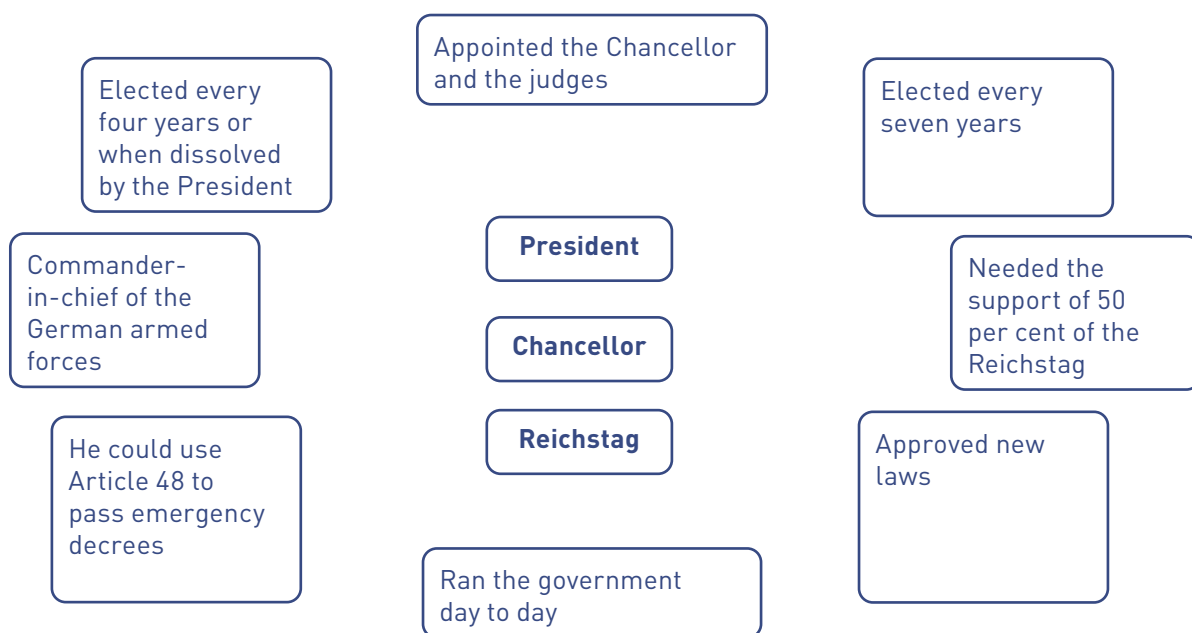 Appointed the Chancellor
and the judges
Elected every
four years or
when dissolved
by the President
Elected every
seven years
President
Commander-
in-chief of the
German armed
forces
Needed the
support of 50
per cent of the
Reichstag
Chancellor
Reichstag
He could use
Article 48 to
pass emergency
decrees
Approved new
laws
Ran the government
day to day